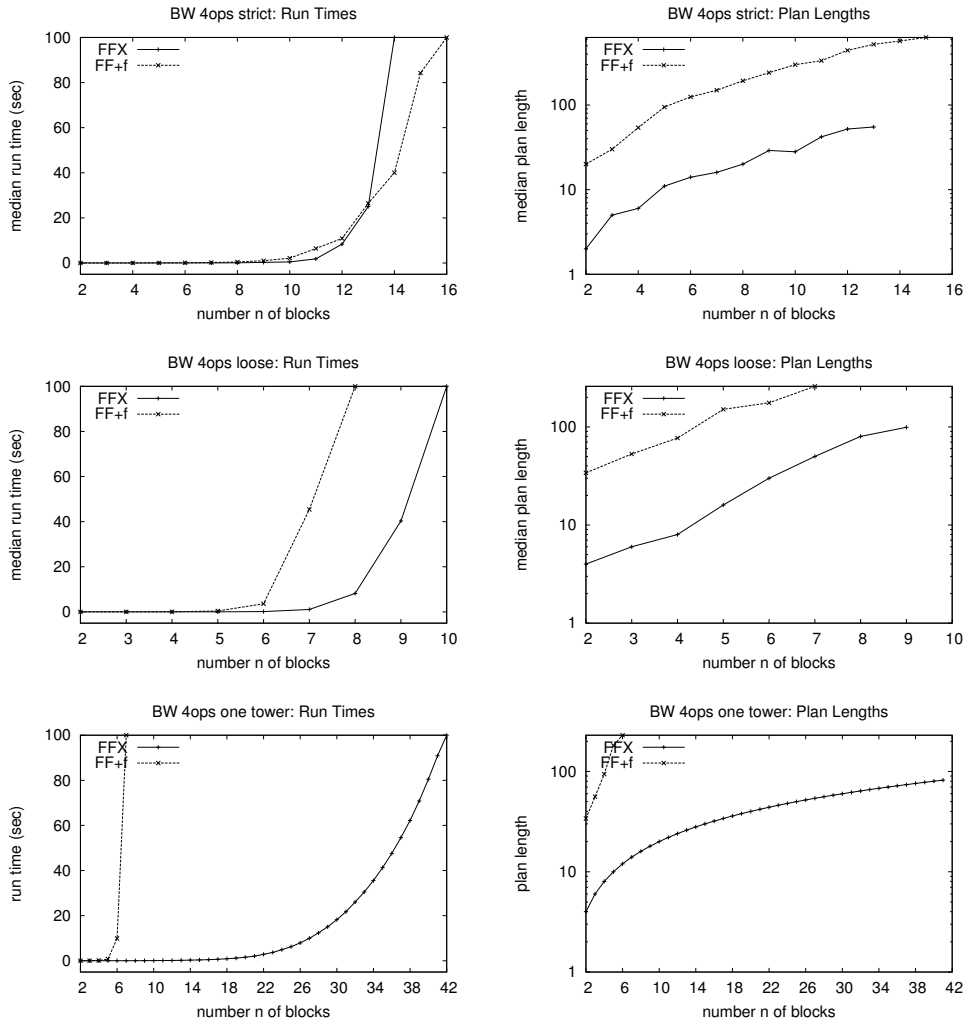 BW 4ops strict: Run Times
FFX
FF+f
100
80
60
40
20
0
median run time (sec)
2 4 6 8 10 12 14 16
number n of blocks
BW 4ops strict: Plan Lengths
FFX
FF+f
100
10
1
median plan length
2 4 6 8 10 12 14 16
number n of blocks
BW 4ops loose: Run Times
FFX
FF+f
100
80
60
40
20
0
median run time (sec)
2 3 4 5 6 7 8 9 10
number n of blocks
BW 4ops loose: Plan Lengths
FFX
FF+f
100
10
1
median plan length
2 3 4 5 6 7 8 9 10
number n of blocks
BW 4ops one tower: Run Times
FFX
FF+f
100
80
60
40
20
0
run time (sec)
2 6 10 14 18 22 26 30 34 38 42
number n of blocks
BW 4ops one tower: Plan Lengths
FFX
FF+f
100
10
1
plan length
2 6 10 14 18 22 26 30 34 38 42
number n of blocks